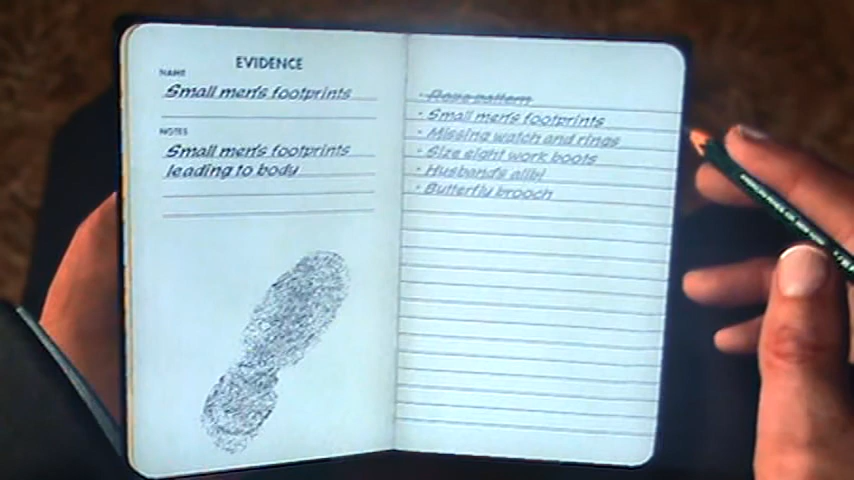 EVIDENCE
NAME
Small men's footprints
NOTES
Small men's footprints
leading to body
- Rope pattern
- Small men's footprints
- Missing watch and rings
- Size eight work boots
- Husband's alibi
- Butterfly brooch